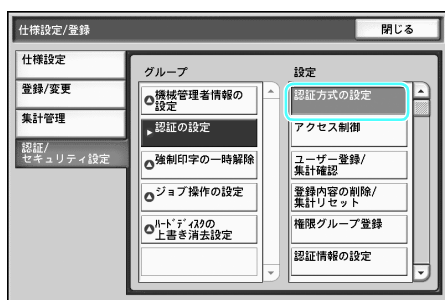 仕様設定/登録
閉じる
仕様設定
登録/変更
集計管理
認証/
セキュリティ設定
グループ
機械管理者情報の
設定
認証の設定
強制印字の一時解除
ジョブ操作の設定
ハードディスクの
上書き消去設定
設定
認証方式の設定
アクセス制御
ユーザー登録/
集計確認
登録内容の削除/
集計リセット
権限グループ登録
認証情報の設定